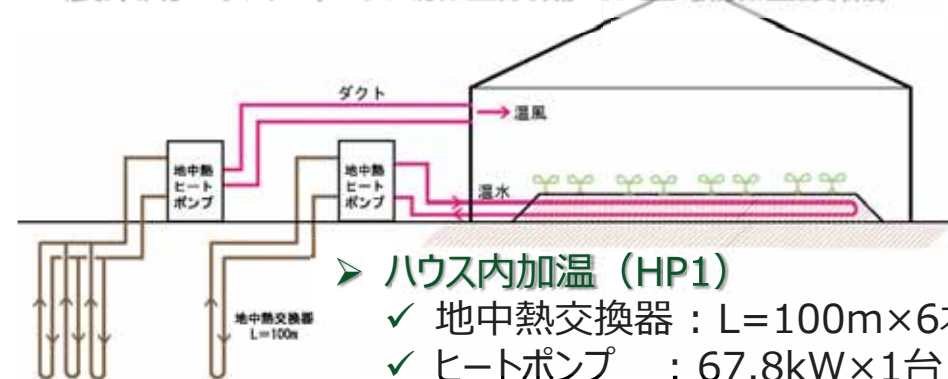 ダクト
温風
地中熱
ヒート
ポンプ
地中熱
ヒート
ポンプ
温水
地中熱交換器
L=100m
➢ ハウス内加温（HP1）
✓ 地中熱交換器：L=100m×6
✓ ヒートポンプ　：67.8kW×1台